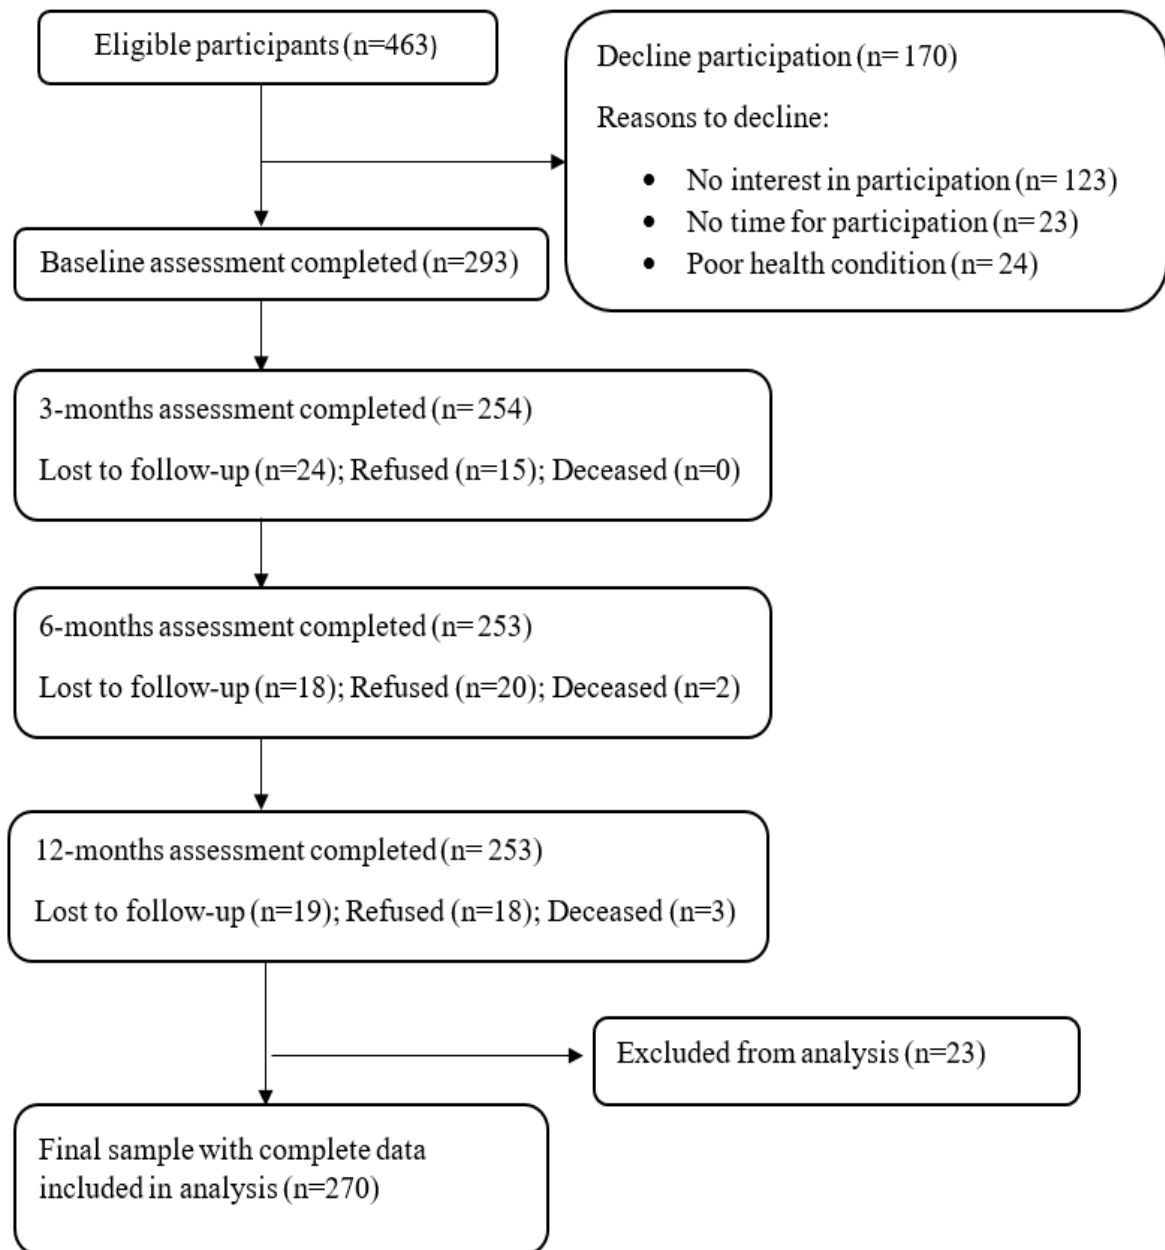 Eligible participants (n=463)
Decline participation (n= 170)
Reasons to decline:
• No interest in participation (n= 123)
• No time for participation (n= 23)
• Poor health condition (n= 24)
Baseline assessment completed (n=293)
3-months assessment completed (n= 254)
Lost to follow-up (n=24); Refused (n=15); Deceased (n=0)
6-months assessment completed (n= 253)
Lost to follow-up (n=18); Refused (n=20); Deceased (n=2)
12-months assessment completed (n= 253)
Lost to follow-up (n=19); Refused (n=18); Deceased (n=3)
Excluded from analysis (n=23)
Final sample with complete data
included in analysis (n=270)